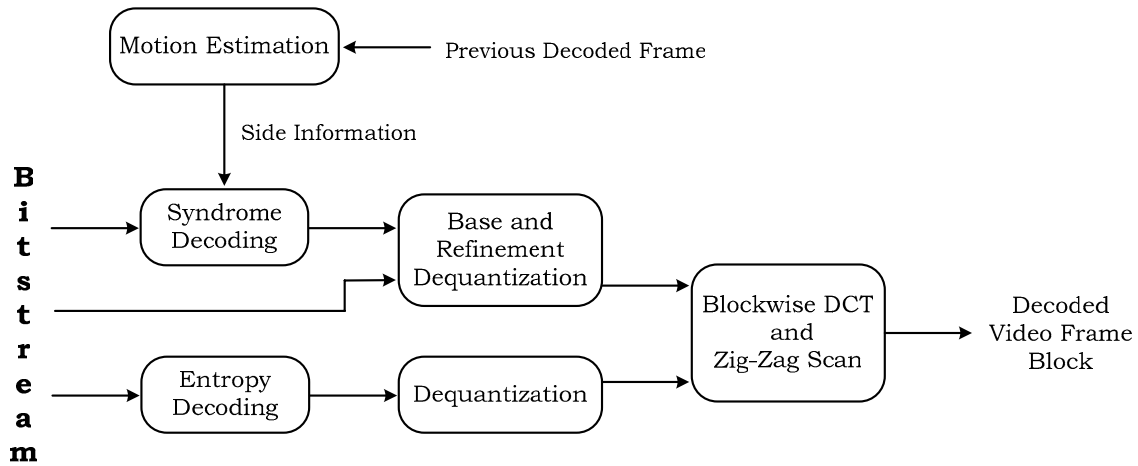 Motion Estimation
Previous Decoded Frame
Side Information
Bitstream
Syndrome
Decoding
Base and
Refinement
Dequantization
Blockwise DCT
and
Zig-Zag Scan
Decoded
Video Frame
Block
Entropy
Decoding
Dequantization